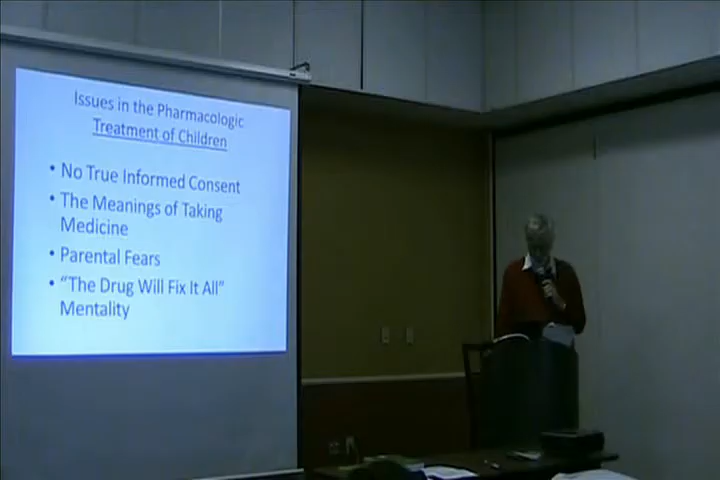 Issues in the Pharmacologic
Treatment of Children
• No True Informed Consent
• The Meanings of Taking
Medicine
• Parental Fears
• “The Drug Will Fix It All”
Mentality